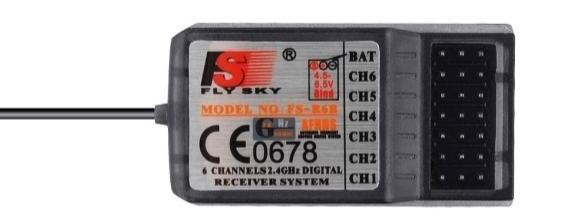 FS
®
FLY SKY
4.5-
6.5V
Bind
MODEL NO: FS-R6B
Hz
AFHDS
CE0678
6 CHANNELS 2.4GHz DIGITAL
RECEIVER SYSTEM
BAT
CH6
CH5
CH4
CH3
CH2
CH1